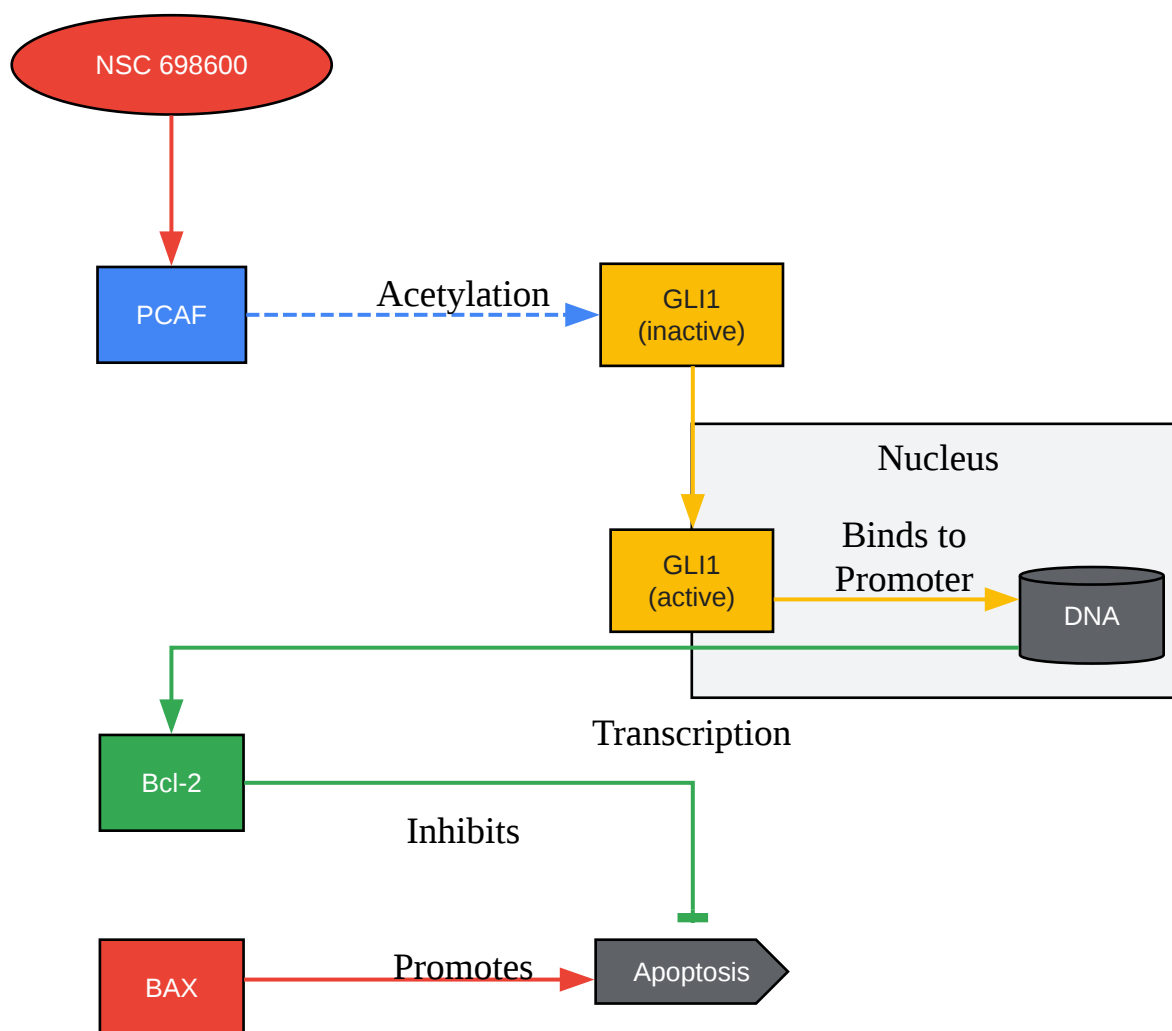 NSC 698600
PCAF
Acetylation
GLI1
(inactive)
Nucleus
GLI1
(active)
Binds to
Promoter
DNA
Transcription
Bcl-2
Inhibits
BAX
Promotes
Apoptosis